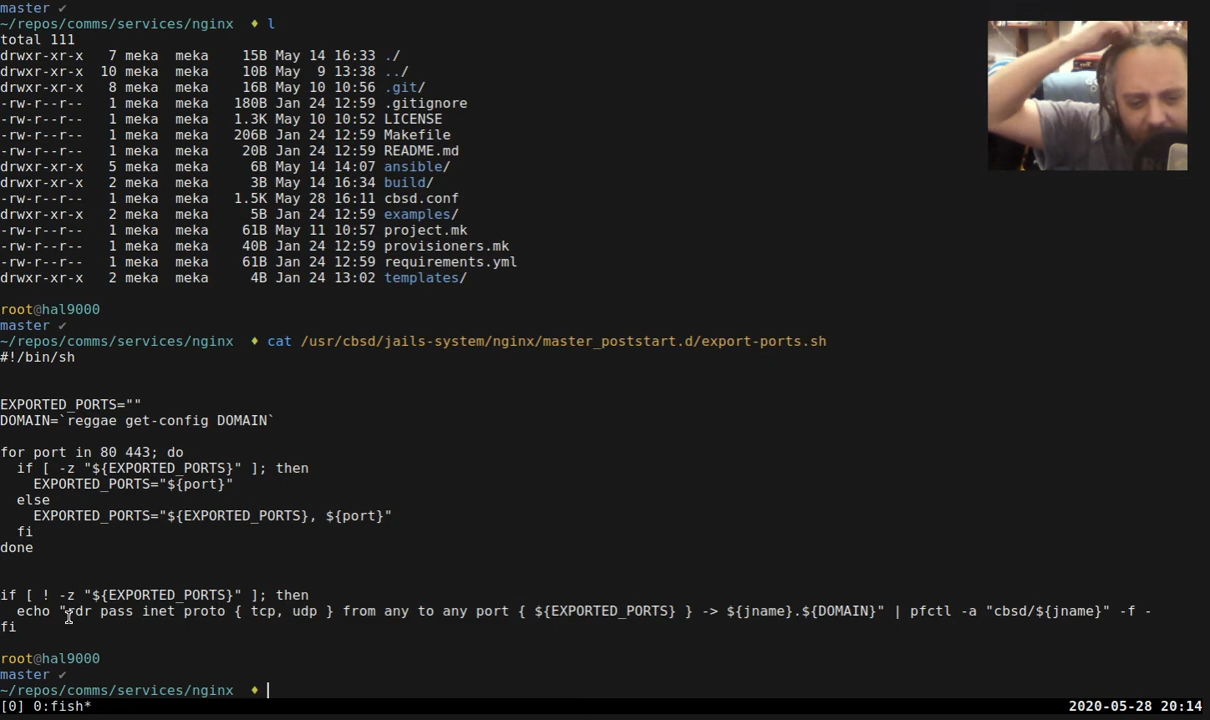 master ✔
~/repos/comms/services/nginx ♦ l
total 111
drwxr-xr-x 7 meka meka 15B May 14 16:33 ./
drwxr-xr-x 10 meka meka 10B May 9 13:38 ../
drwxr-xr-x 8 meka meka 16B May 10 10:56 .git/
-rw-r--r-- 1 meka meka 180B Jan 24 12:59 .gitignore
-rw-r--r-- 1 meka meka 1.3K May 10 10:52 LICENSE
-rw-r--r-- 1 meka meka 206B Jan 24 12:59 Makefile
-rw-r--r-- 1 meka meka 20B Jan 24 12:59 README.md
drwxr-xr-x 5 meka meka 6B May 14 14:07 ansible/
drwxr-xr-x 2 meka meka 3B May 14 16:34 build/
-rw-r--r-- 1 meka meka 1.5K May 28 16:11 cbsd.conf
drwxr-xr-x 2 meka meka 5B Jan 24 12:59 examples/
-rw-r--r-- 1 meka meka 61B May 11 10:57 project.mk
-rw-r--r-- 1 meka meka 40B Jan 24 12:59 provisioners.mk
-rw-r--r-- 1 meka meka 61B Jan 24 12:59 requirements.yml
drwxr-xr-x 2 meka meka 4B Jan 24 13:02 templates/
root@hal9000
master ✔
~/repos/comms/services/nginx ♦ cat /usr/cbsd/jails-system/nginx/master_poststart.d/export-ports.sh
#!/bin/sh
EXPORTED_PORTS=""
DOMAIN=`reggae get-config DOMAIN`
for port in 80 443; do
if [ -z "${EXPORTED_PORTS}" ]; then
EXPORTED_PORTS="${port}"
else
EXPORTED_PORTS="${EXPORTED_PORTS}, ${port}"
fi
done
if [ ! -z "${EXPORTED_PORTS}" ]; then
echo "rdr pass inet proto { tcp, udp } from any to any port { ${EXPORTED_PORTS} } -> ${jname}.${DOMAIN}" | pfctl -a "cbsd/${jname}" -f -
fi
root@hal9000
master ✔
~/repos/comms/services/nginx ♦
[0] 0:fish* 2020-05-28 20:14